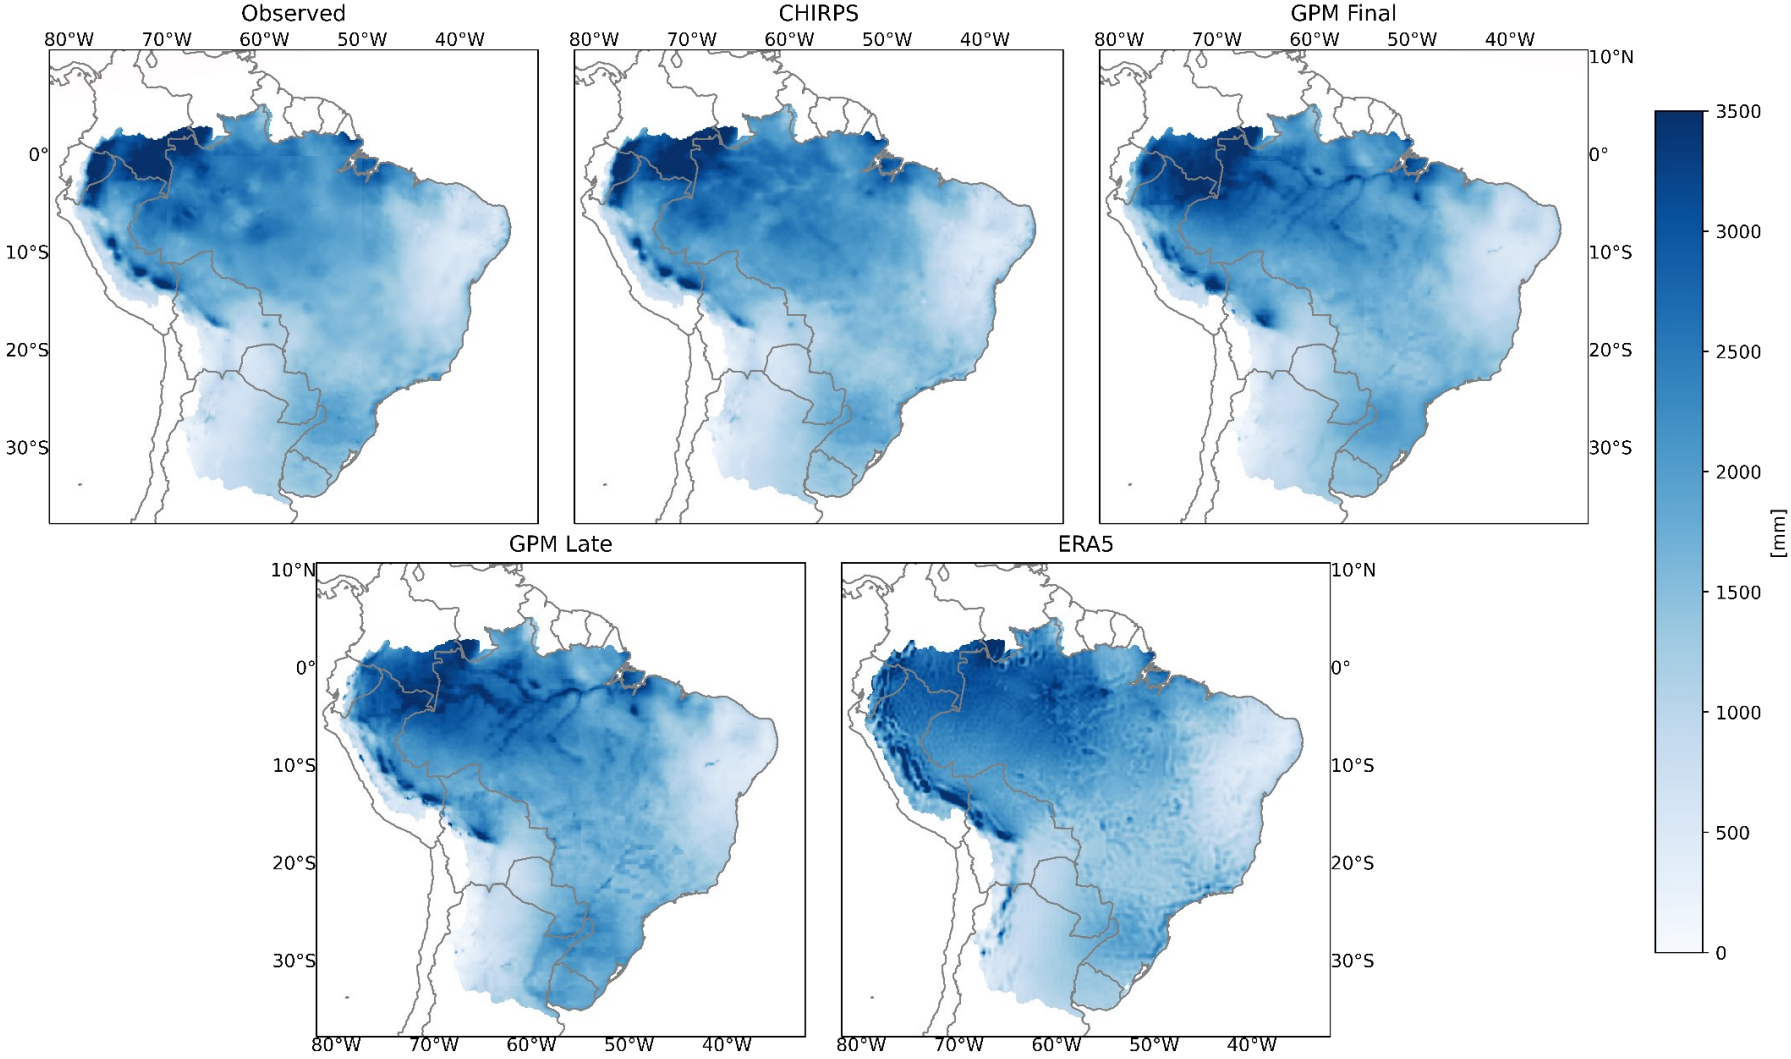 Observed CHIRPS GPM Final
80°W 70°W 60°W 50°W 40°W 80°W 70°W 60°W 50°W 40°W 80°W 70°W 60°W 50°W 40°W
10°N
0° 0°
10°S 10°S
20°S 20°S
30°S 30°S
3500
3000
2500
2000
1500
1000
500
0
[mm]
GPM Late ERA5
10°N 10°N
0° 0°
10°S 10°S
20°S 20°S
30°S 30°S
80°W 70°W 60°W 50°W 40°W 80°W 70°W 60°W 50°W 40°W